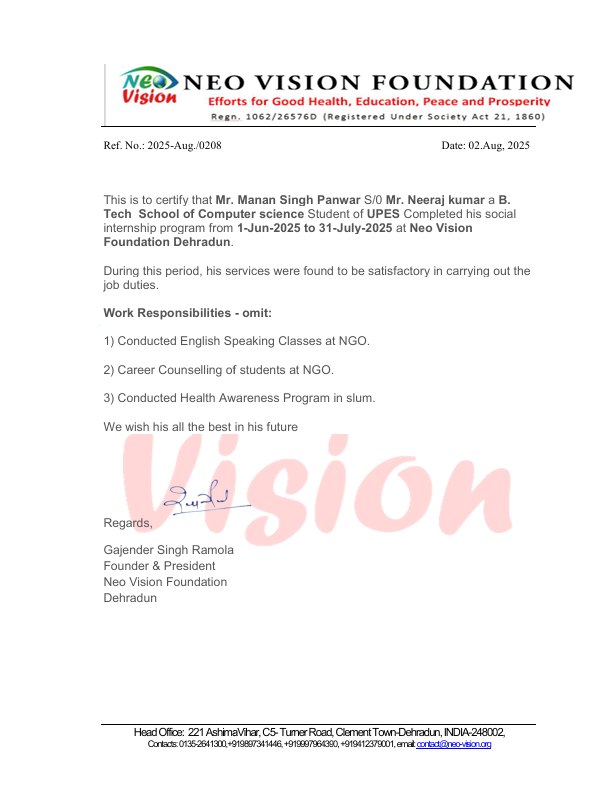 Neo Vision NEO VISION FOUNDATION
Efforts for Good Health, Education, Peace and Prosperity
Regn. 1062/26576D (Registered Under Society Act 21, 1860)
Ref. No.: 2025-Aug./0208 Date: 02.Aug, 2025
This is to certify that Mr. Manan Singh Panwar S/0 Mr. Neeraj kumar a B.
Tech School of Computer science Student of UPES Completed his social
internship program from 1-Jun-2025 to 31-July-2025 at Neo Vision
Foundation Dehradun.
During this period, his services were found to be satisfactory in carrying out the
job duties.
Work Responsibilities - omit:
1) Conducted English Speaking Classes at NGO.
2) Career Counselling of students at NGO.
3) Conducted Health Awareness Program in slum.
We wish his all the best in his future
Vision
Regards,
Gajender Singh Ramola
Founder & President
Neo Vision Foundation
Dehradun
Head Office: 221 AshimaVihar, C5- Turner Road, Clement Town-Dehradun, INDIA-248002,
Contacts: 0135-2641300,+919897341446, +919997964390, +919412379001, email: contact@neo-vision.org